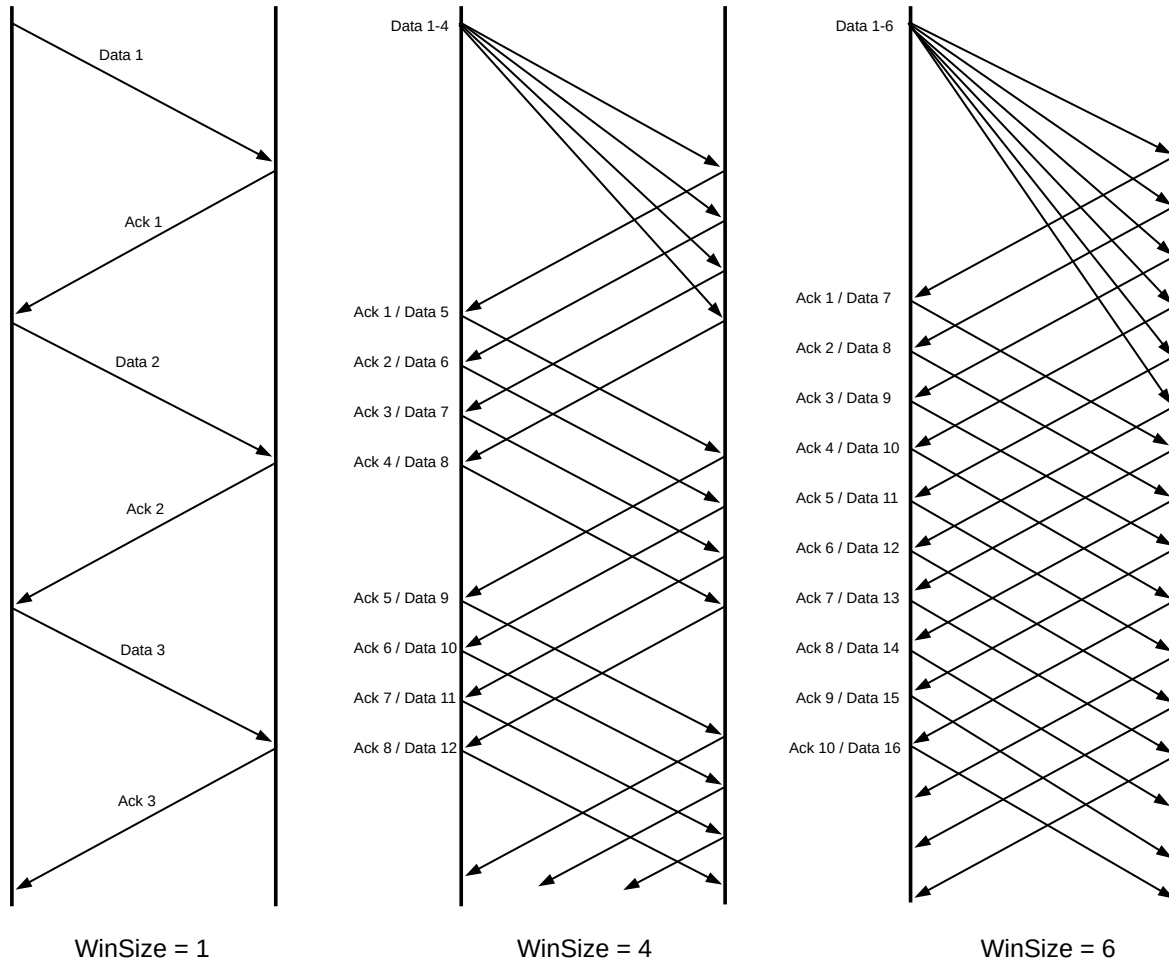 Data 1
Ack 1
Data 2
Ack 2
Data 3
Ack 3
WinSize = 1
Data 1-4
Ack 1 / Data 5
Ack 2 / Data 6
Ack 3 / Data 7
Ack 4 / Data 8
Ack 5 / Data 9
Ack 6 / Data 10
Ack 7 / Data 11
Ack 8 / Data 12
WinSize = 4
Data 1-6
Ack 1 / Data 7
Ack 2 / Data 8
Ack 3 / Data 9
Ack 4 / Data 10
Ack 5 / Data 11
Ack 6 / Data 12
Ack 7 / Data 13
Ack 8 / Data 14
Ack 9 / Data 15
Ack 10 / Data 16
WinSize = 6